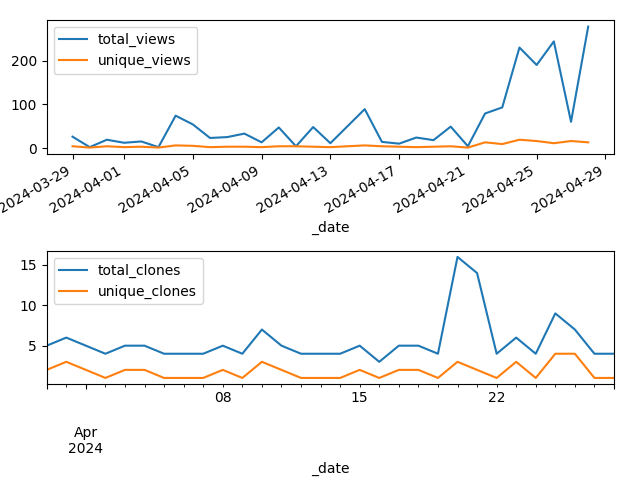 total_views
unique_views
200
100
0
2024-03-29
2024-04-01
2024-04-05
2024-04-09
2024-04-13
2024-04-17
2024-04-21
2024-04-25
2024-04-29
_date
total_clones
unique_clones
15
10
5
08
15
22
Apr
2024
_date